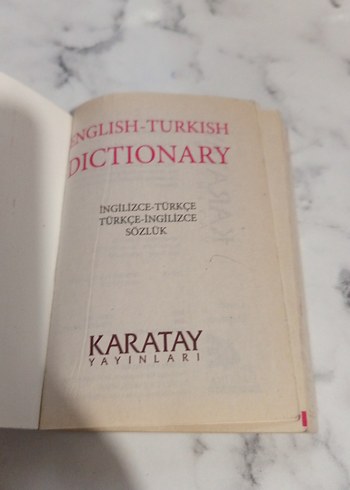 ENGLISH-TURKISH
DICTIONARY
İNGİLİZCE-TÜRKÇE
TÜRKÇE-İNGİLİZCE
SÖZLÜK
KARATAY
YAYINLARI